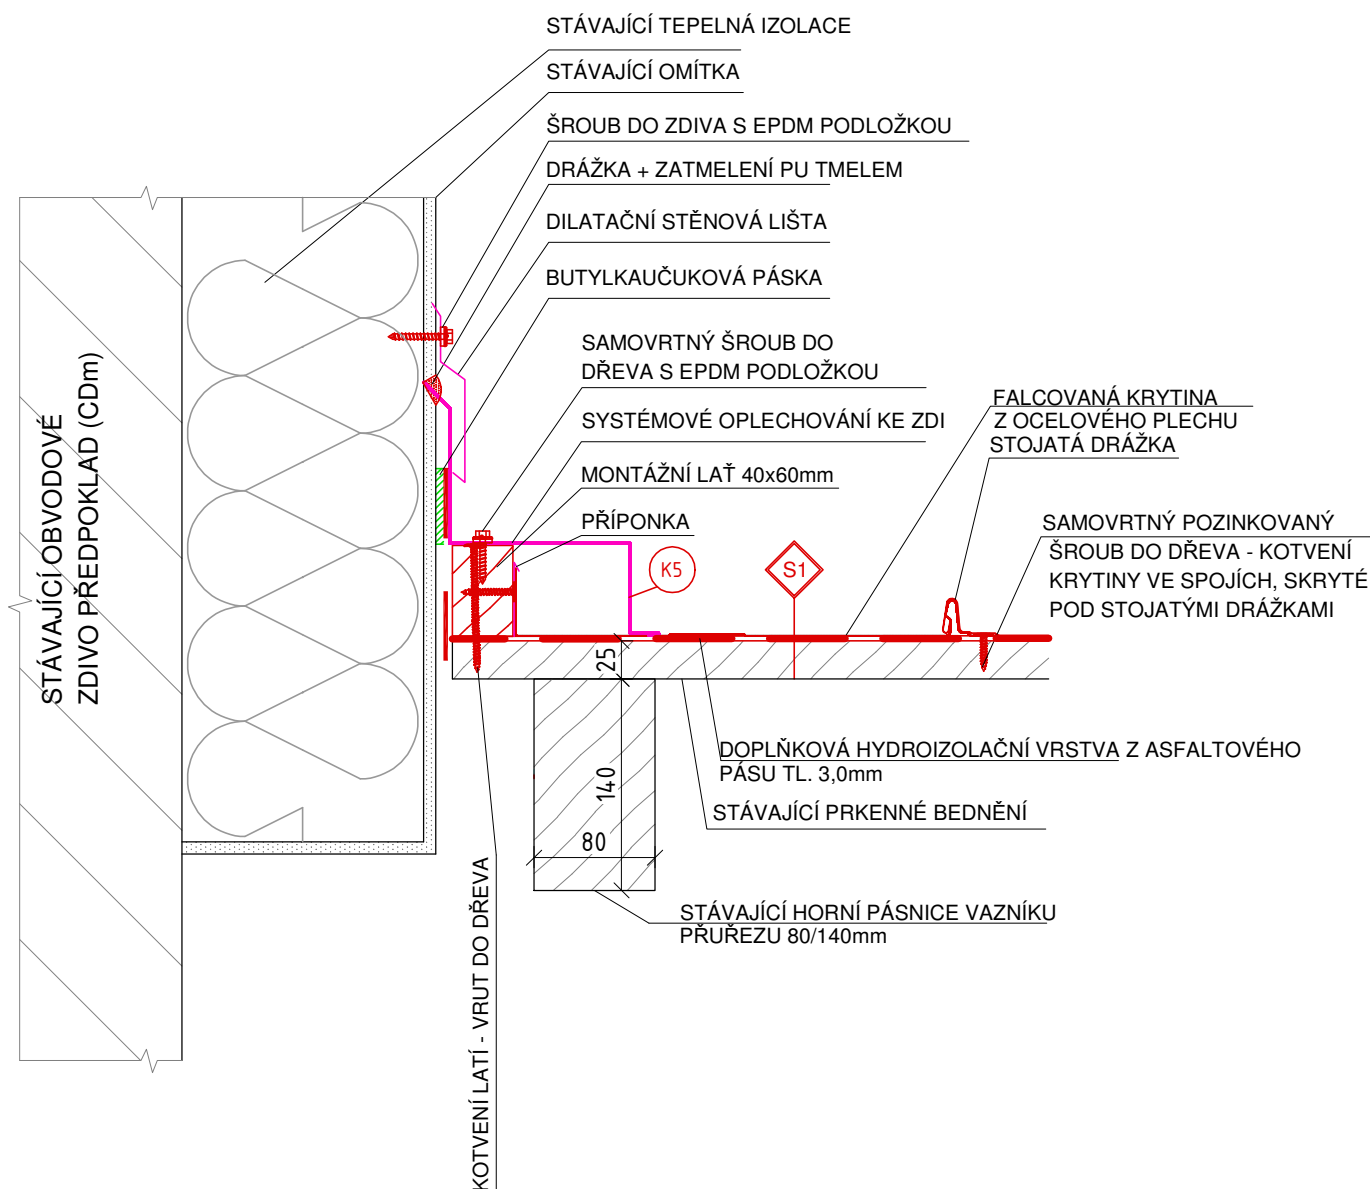 STÁVAJÍCÍ TEPELNÁ IZOLACE
STÁVAJÍCÍ OMÍTKA
ŠROUB DO ZDIVA S EPDM PODLOŽKOU
DRÁŽKA + ZATMELENÍ PU TMELEM
DILATAČNÍ STĚNOVÁ LIŠTA
BUTYLKAUČUKOVÁ PÁSKA
SAMOVRTNÝ ŠROUB DO
DŘEVA S EPDM PODLOŽKOU
SYSTÉMOVÉ OPLECHOVÁNÍ KE ZDI
MONTÁŽNÍ LAŤ 40x60mm
PŘÍPONKA
FALCOVANÁ KRYTINA
Z OCELOVÉHO PLECHU
STOJATÁ DRÁŽKA
SAMOVRTNÝ POZINKOVANÝ
ŠROUB DO DŘEVA - KOTVENÍ
KRYTINY VE SPOJÍCH, SKRYTÉ
POD STOJATÝMI DRÁŽKAMI
K5
S1
STÁVAJÍCÍ OBVODOVÉ
ZDIVO PŘEDPOKLAD (CDm)
25
140
80
DOPLŇKOVÁ HYDROIZOLAČNÍ VRSTVA Z ASFALTOVÉHO
PÁSU TL. 3,0mm
STÁVAJÍCÍ PRKENNÉ BEDNĚNÍ
STÁVAJÍCÍ HORNÍ PÁSNICE VAZNÍKU
PŘUŘEZU 80/140mm
KOTVENÍ LATÍ - VRUT DO DŘEVA